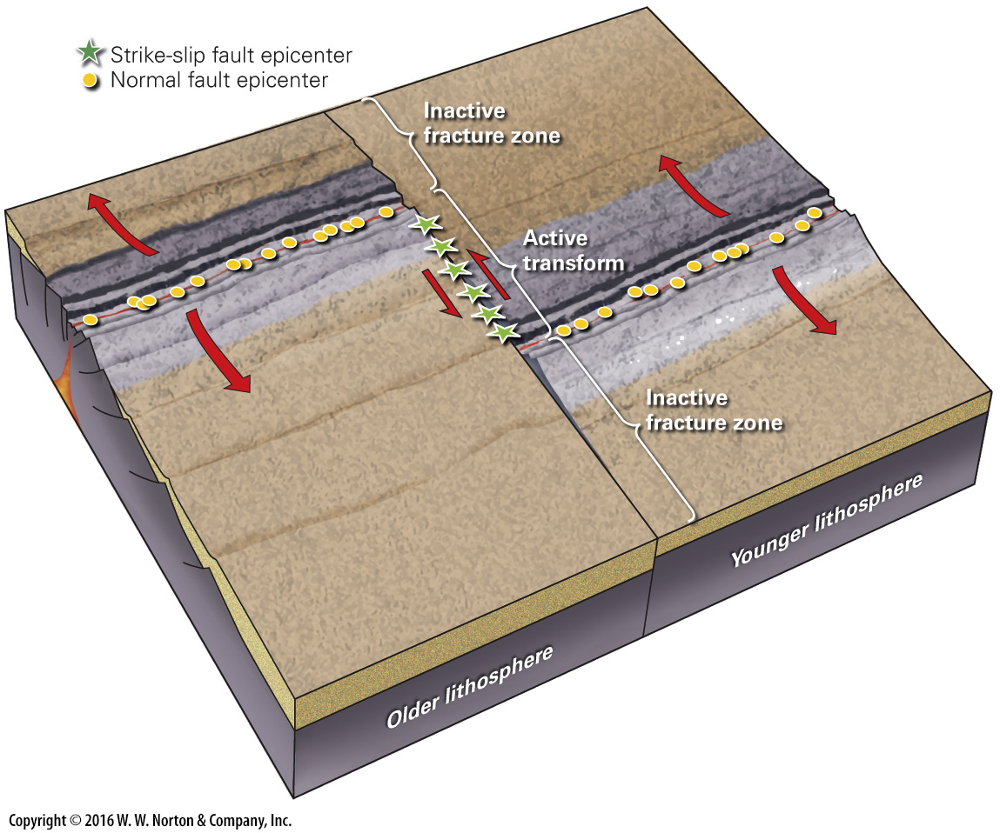 Strike-slip fault epicenter
Normal fault epicenter
Inactive
fracture zone
Active
transform
Inactive
fracture zone
Younger lithosphere
Older lithosphere
Copyright © 2016 W. W. Norton & Company, Inc.